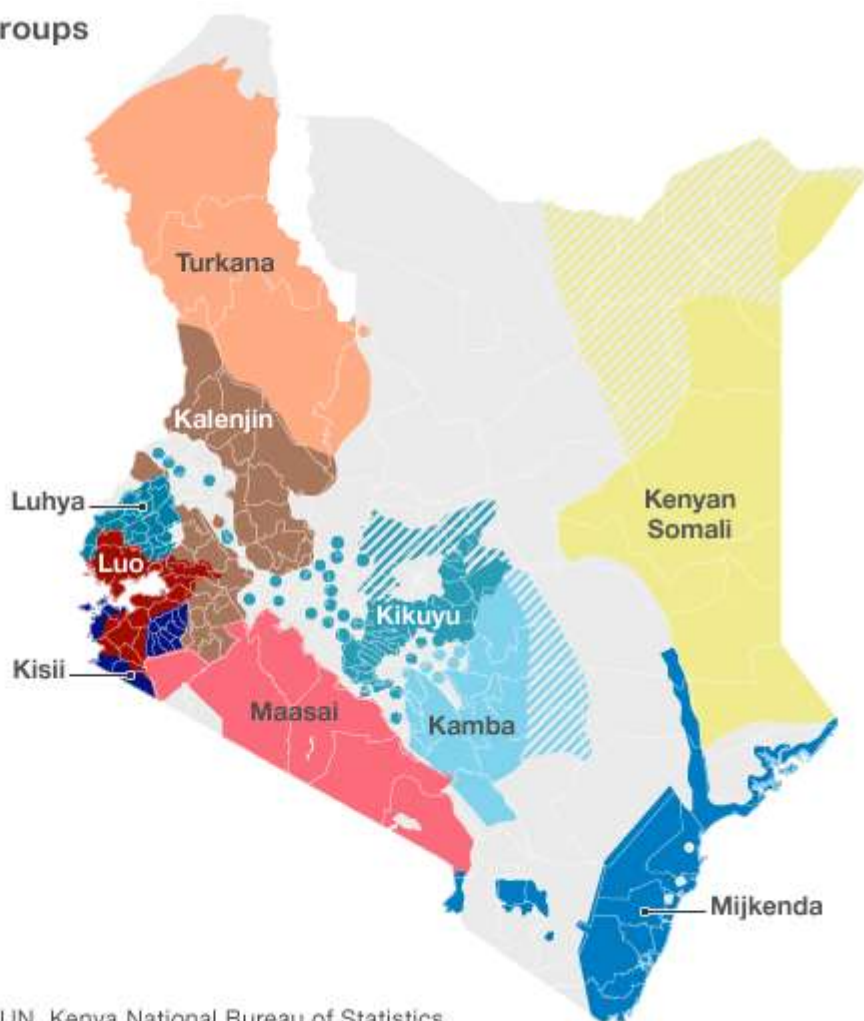 roups
Turkana
Kalenjin
Luhya
Kenyan
Somali
Luo
Kikuyu
Kisii
Maasai
Kamba
Mijkenda
UN, Kenya National Bureau of Statistics